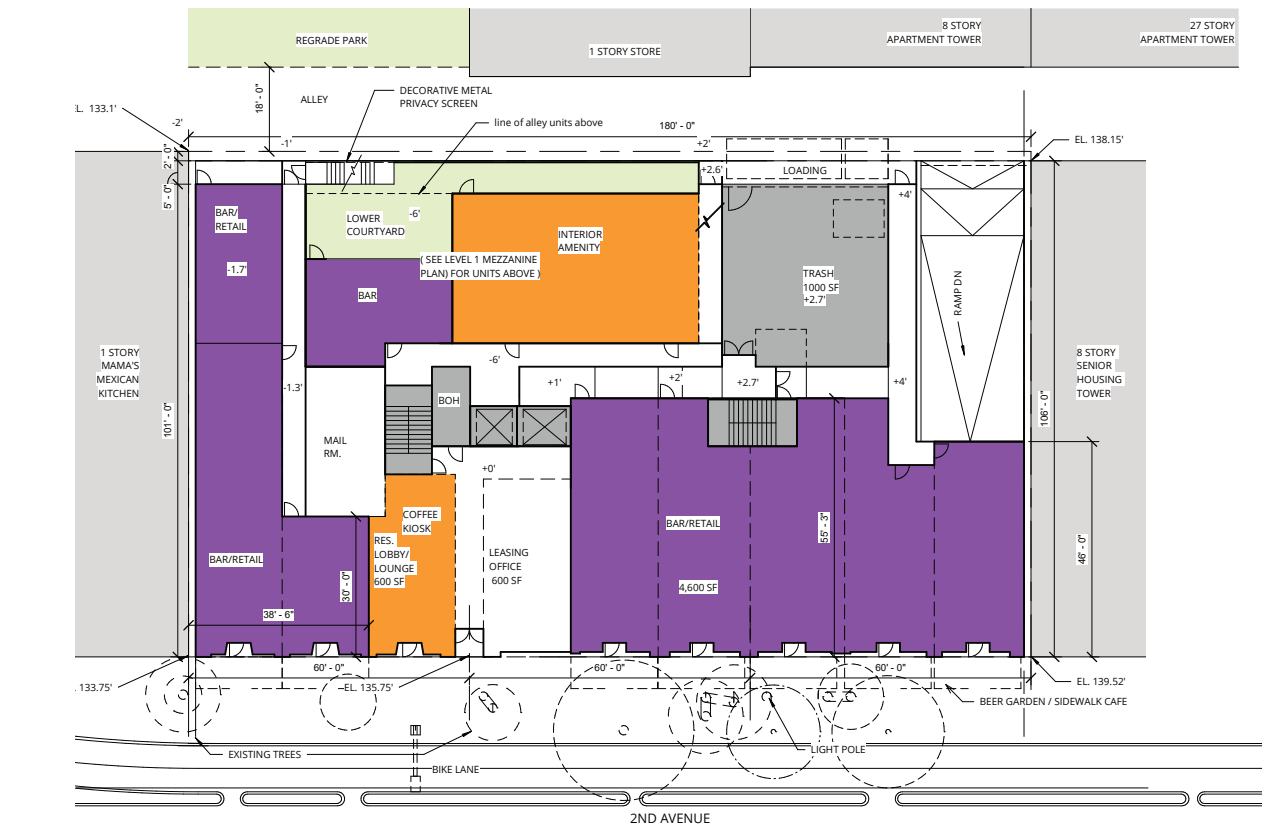 REGRADE PARK
1 STORY STORE
8 STORY
APARTMENT TOWER
27 STORY
APARTMENT TOWER
18' - 0"
ALLEY
DECORATIVE METAL
PRIVACY SCREEN
line of alley units above
EL. 133.1'
-2'
-1'
180' - 0"
+2'
EL. 138.15'
2' - 0"
5' - 0"
+2.6'
LOADING
+4'
BAR/
RETAIL
-1.7'
LOWER
COURTYARD
-6'
INTERIOR
AMENITY
( SEE LEVEL 1 MEZZANINE
PLAN) FOR UNITS ABOVE )
BAR
TRASH
1000 SF
+2.7'
RAMP DN
1 STORY
MAMA'S
MEXICAN
KITCHEN
8 STORY
SENIOR
HOUSING
TOWER
-6'
-1.3'
+1'
+2'
+2.7'
+4'
BOH
101' - 0"
106' - 0"
MAIL
RM.
+0'
COFFEE
KIOSK
RES.
LOBBY/
LOUNGE
600 SF
LEASING
OFFICE
600 SF
BAR/RETAIL
55' - 3"
46' - 0"
BAR/RETAIL
30' - 0"
4,600 SF
38' - 6"
60' - 0"
60' - 0"
60' - 0"
. 133.75'
EL. 135.75'
EL. 139.52'
BEER GARDEN / SIDEWALK CAFE
EXISTING TREES
LIGHT POLE
BIKE LANE
2ND AVENUE